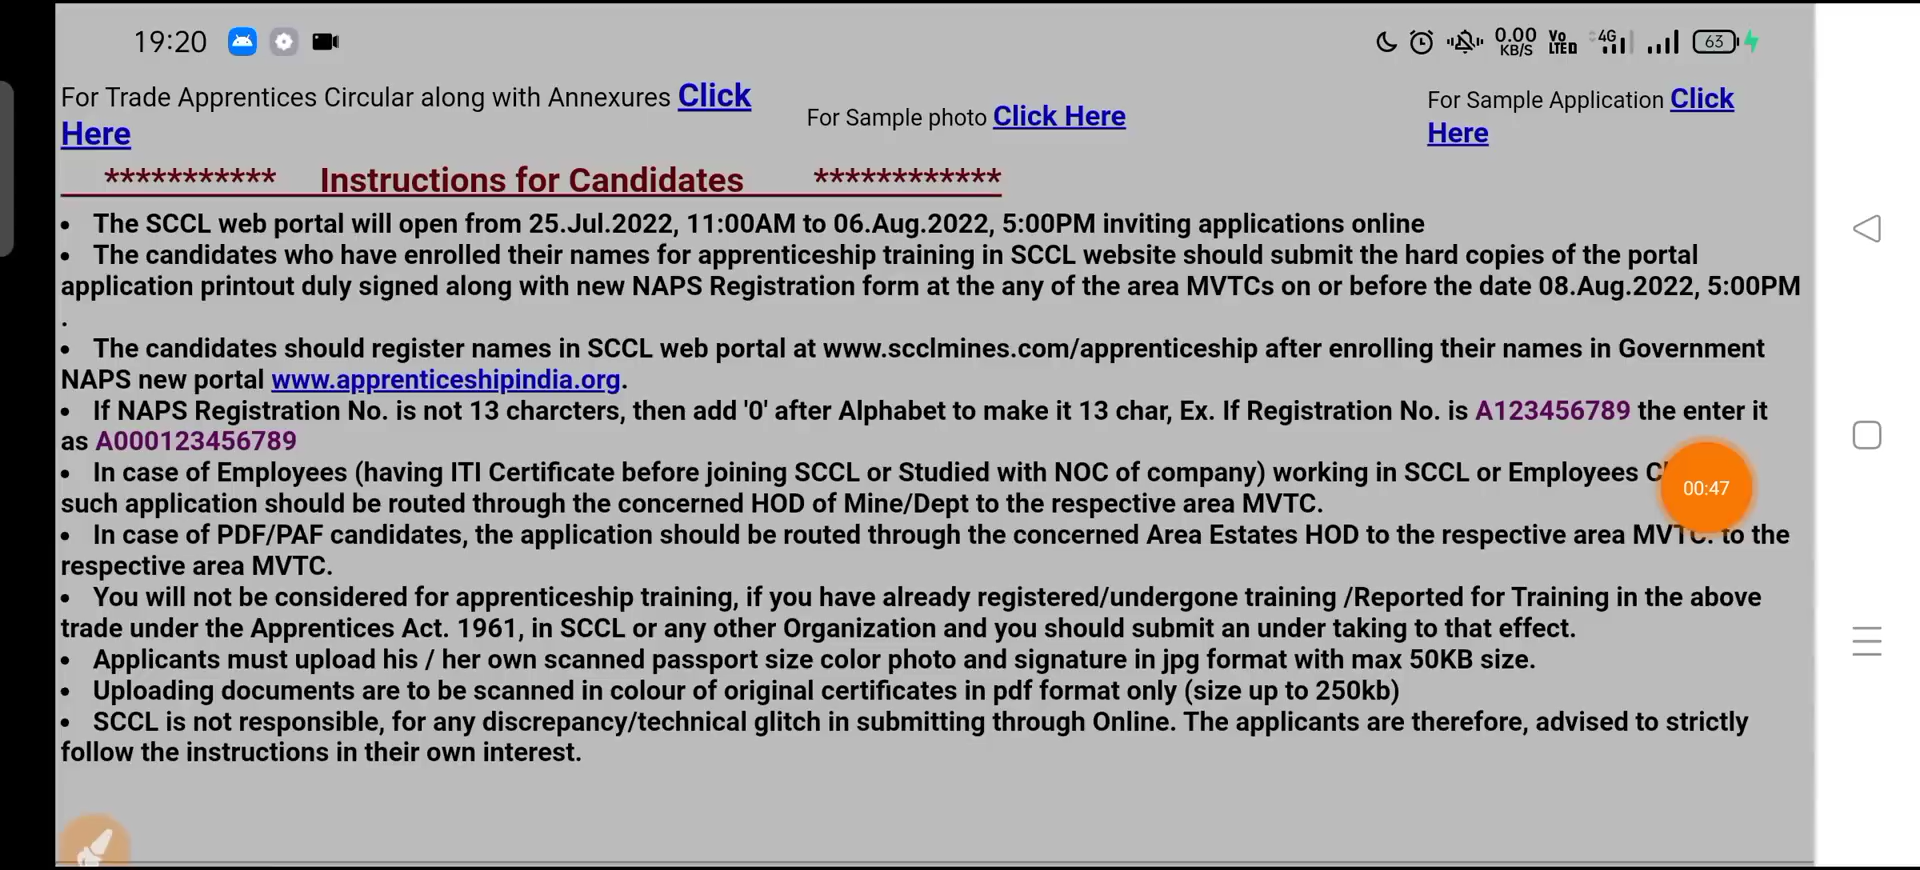 19:20
0.00 KB/S
Vo LTE
4G
63
For Trade Apprentices Circular along with Annexures Click
Here
For Sample photo Click Here
For Sample Application Click
Here
*********** Instructions for Candidates ************
• The SCCL web portal will open from 25.Jul.2022, 11:00AM to 06.Aug.2022, 5:00PM inviting applications online
• The candidates who have enrolled their names for apprenticeship training in SCCL website should submit the hard copies of the portal
application printout duly signed along with new NAPS Registration form at the any of the area MVTCs on or before the date 08.Aug.2022, 5:00PM
.
• The candidates should register names in SCCL web portal at www.scclmines.com/apprenticeship after enrolling their names in Government
NAPS new portal www.apprenticeshipindia.org.
• If NAPS Registration No. is not 13 charcters, then add '0' after Alphabet to make it 13 char, Ex. If Registration No. is A123456789 the enter it
as A000123456789
• In case of Employees (having ITI Certificate before joining SCCL or Studied with NOC of company) working in SCCL or Employees
00:47
such application should be routed through the concerned HOD of Mine/Dept to the respective area MVTC.
• In case of PDF/PAF candidates, the application should be routed through the concerned Area Estates HOD to the respective area MVTC. to the
respective area MVTC.
• You will not be considered for apprenticeship training, if you have already registered/undergone training /Reported for Training in the above
trade under the Apprentices Act. 1961, in SCCL or any other Organization and you should submit an under taking to that effect.
• Applicants must upload his / her own scanned passport size color photo and signature in jpg format with max 50KB size.
• Uploading documents are to be scanned in colour of original certificates in pdf format only (size up to 250kb)
• SCCL is not responsible, for any discrepancy/technical glitch in submitting through Online. The applicants are therefore, advised to strictly
follow the instructions in their own interest.